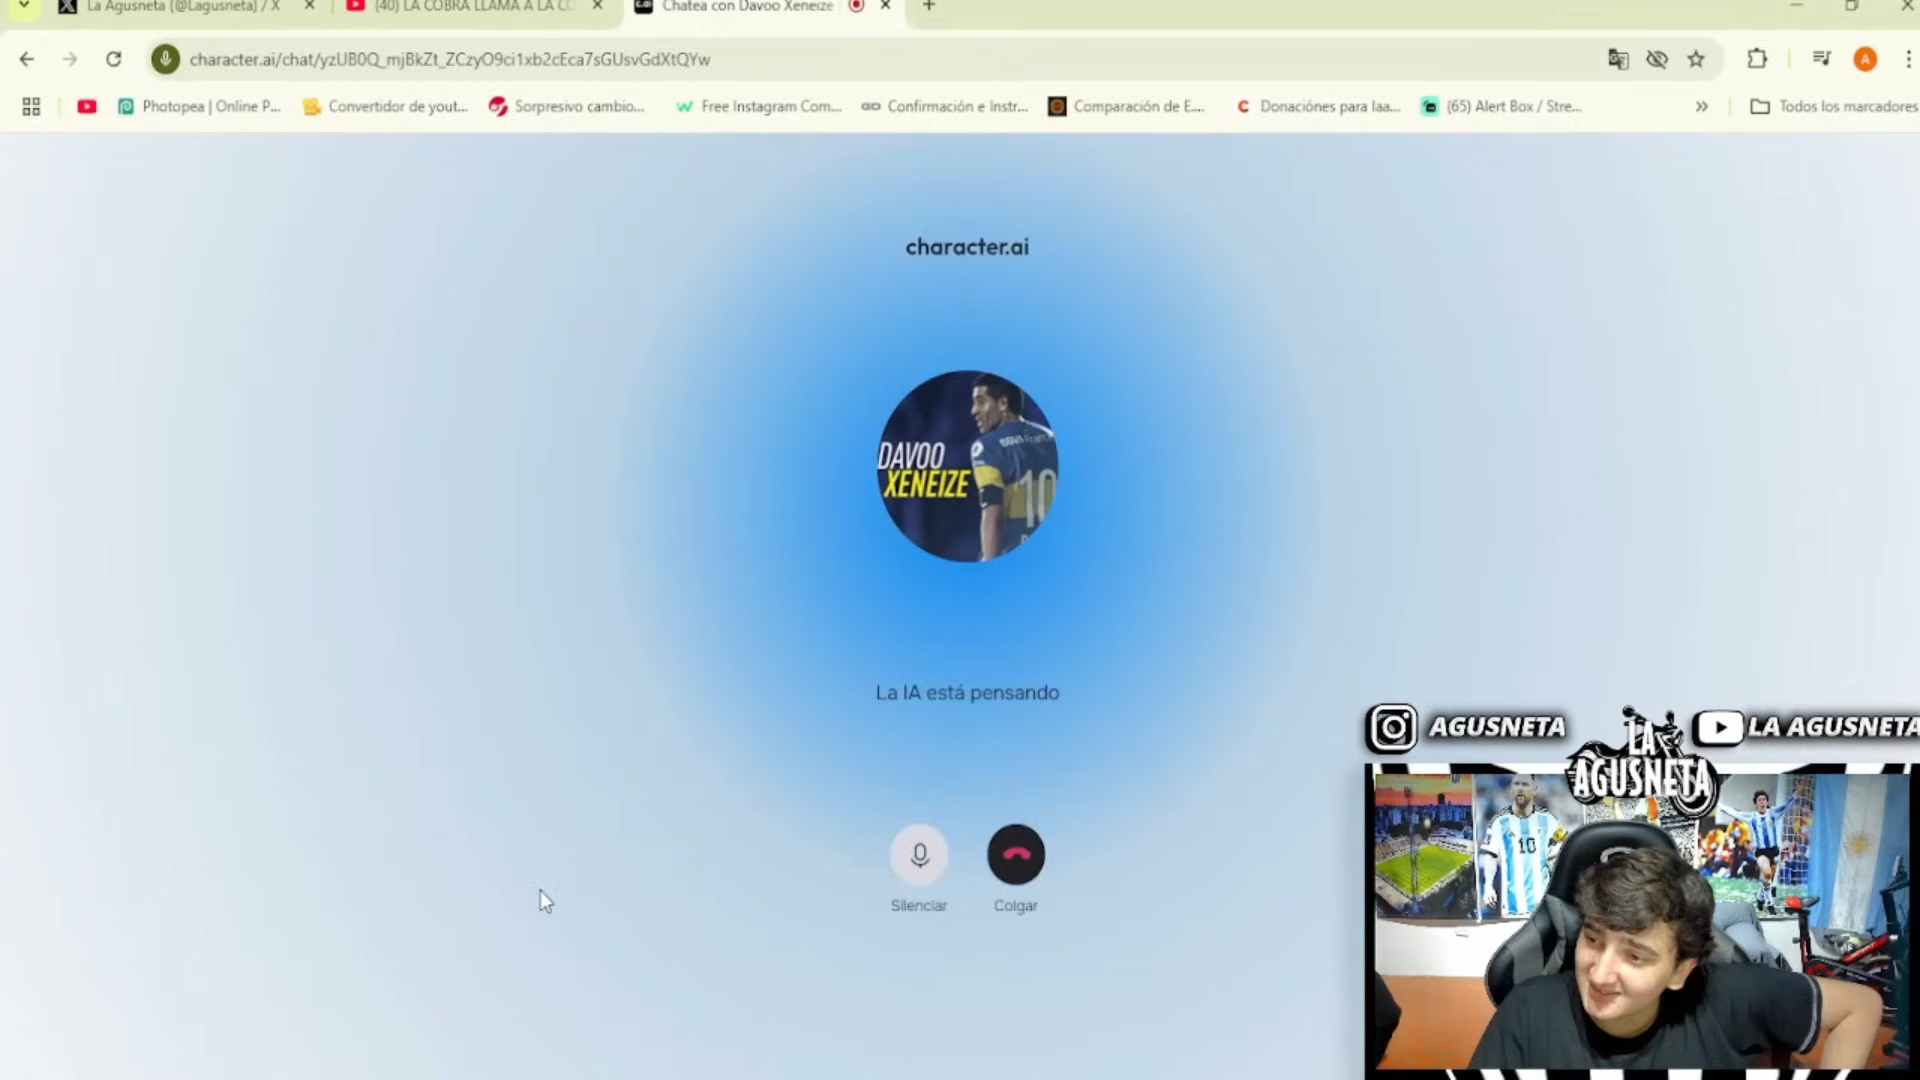 La Agusneta (@Lagusneta) / X
(40) LA COBRA LLAMA A LA CO
Chatea con Davoo Xeneize
character.ai/chat/yzUB0Q_mjBkZt_ZCzyO9ci1xb2cEca7sGUsvGdXtQYw
A
Photopea | Online P...
Convertidor de yout...
Sorpresivo cambio...
Free Instagram Com...
Confirmación e Instr...
Comparación de E...
Donaciónes para laa...
(65) Alert Box / Stre...
Todos los marcadores
character.ai
DAVOO
XENEIZE
10
La IA está pensando
Silenciar
Colgar
AGUSNETA
LA AGUSNETA
LA
AGUSNETA
10